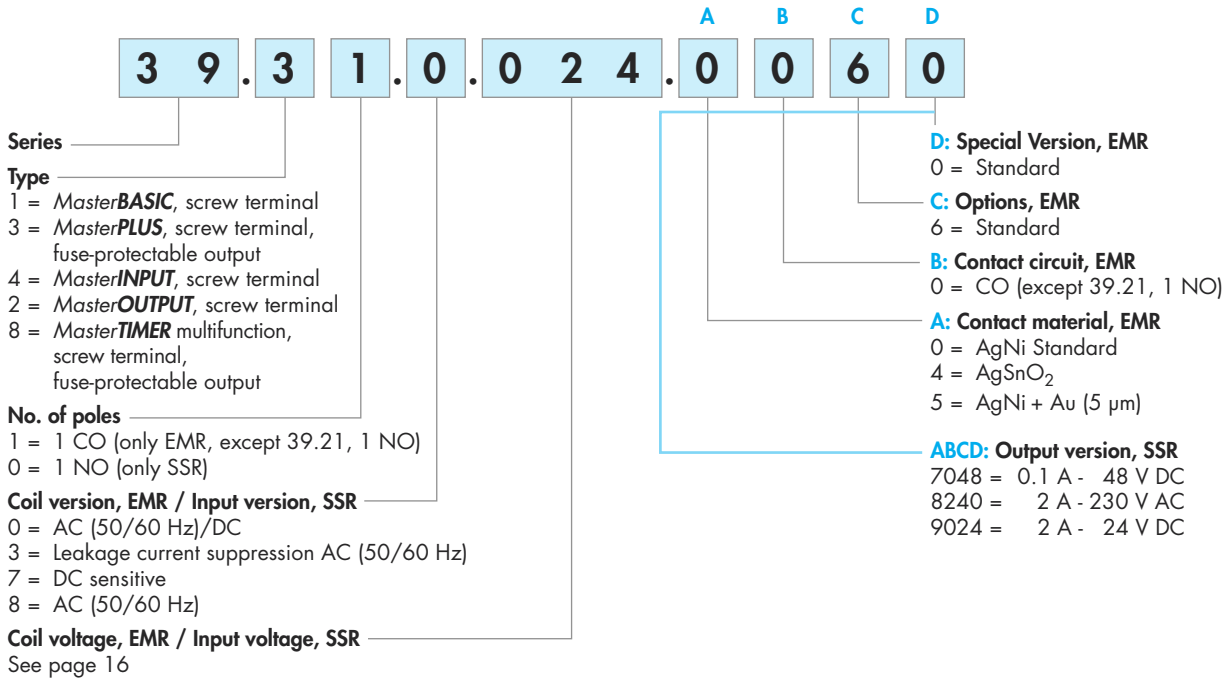 A B C D
3 9 . 3 1 . 0 . 0 2 4 . 0 0 6 0
Series
Type
1 = MasterBASIC, screw terminal
3 = MasterPLUS, screw terminal,
fuse-protectable output
4 = MasterINPUT, screw terminal
2 = MasterOUTPUT, screw terminal
8 = MasterTIMER multifunction,
screw terminal,
fuse-protectable output
No. of poles
1 = 1 CO (only EMR, except 39.21, 1 NO)
0 = 1 NO (only SSR)
Coil version, EMR / Input version, SSR
0 = AC (50/60 Hz)/DC
3 = Leakage current suppression AC (50/60 Hz)
7 = DC sensitive
8 = AC (50/60 Hz)
Coil voltage, EMR / Input voltage, SSR
See page 16
D: Special Version, EMR
0 = Standard
C: Options, EMR
6 = Standard
B: Contact circuit, EMR
0 = CO (except 39.21, 1 NO)
A: Contact material, EMR
0 = AgNi Standard
4 = AgSnO₂
5 = AgNi + Au (5 µm)
ABCD: Output version, SSR
7048 = 0.1 A - 48 V DC
8240 = 2 A - 230 V AC
9024 = 2 A - 24 V DC